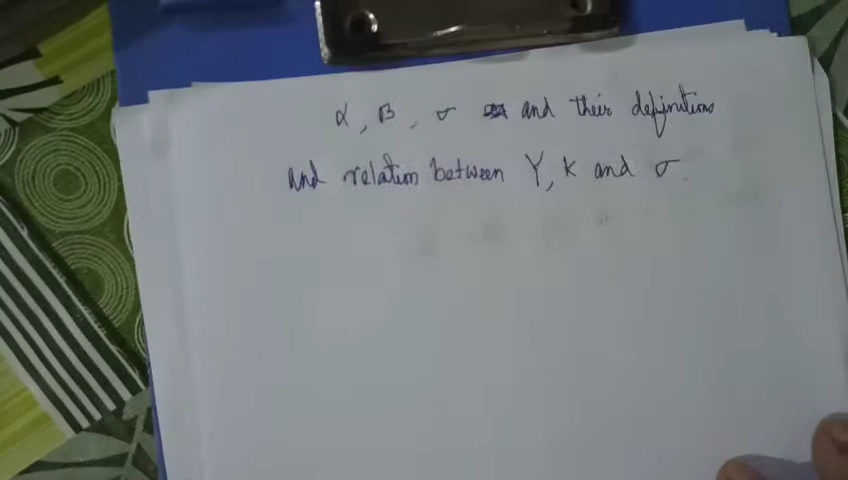 α, β, σ and their definitions
and relation between Y, K and σ.